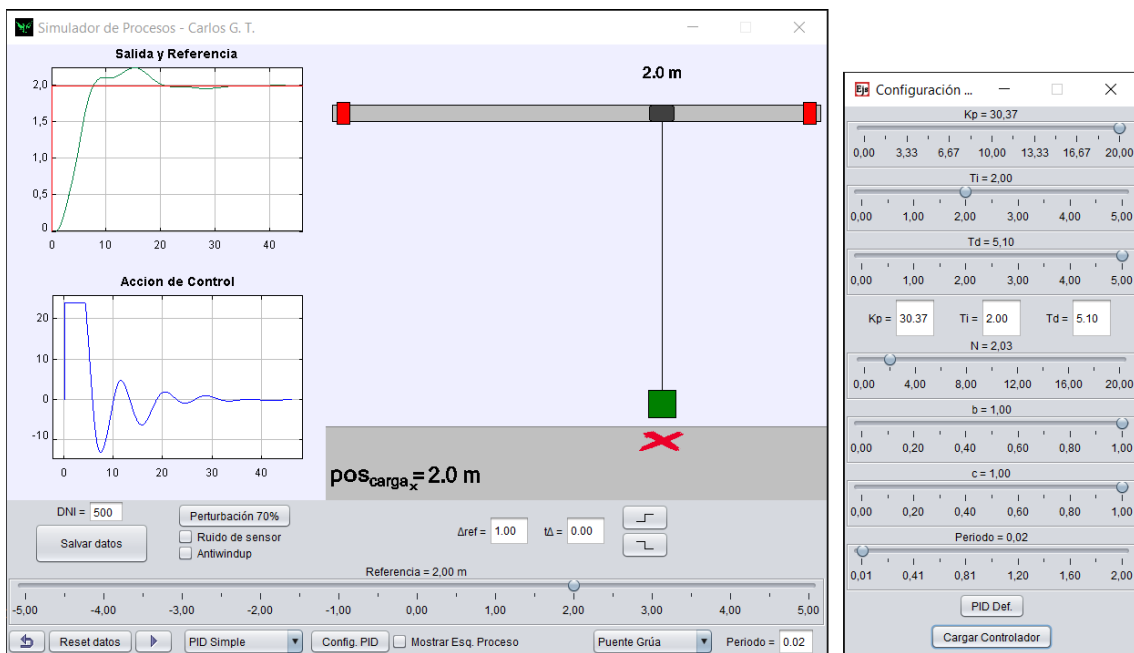 Simulador de Procesos - Carlos G. T.
Salida y Referencia
2,0
1,5
1,0
0,5
0
0 10 20 30 40
Accion de Control
20
10
0
-10
0 10 20 30 40
2.0 m
pos carga x = 2.0 m
DNI = 500
Salvar datos
Perturbación 70%
Ruido de sensor
Antiwindup
Δref = 1.00 tΔ = 0.00
Referencia = 2,00 m
-5,00 -4,00 -3,00 -2,00 -1,00 0,00 1,00 2,00 3,00 4,00 5,00
Reset datos PID Simple Config. PID Mostrar Esq. Proceso Puente Grúa Periodo = 0.02
Ejs Configuración ...
Kp = 30,37
0,00 3,33 6,67 10,00 13,33 16,67 20,00
Ti = 2,00
0,00 1,00 2,00 3,00 4,00 5,00
Td = 5,10
0,00 1,00 2,00 3,00 4,00 5,00
Kp = 30.37 Ti = 2.00 Td = 5.10
N = 2,03
0,00 4,00 8,00 12,00 16,00 20,00
b = 1,00
0,00 0,20 0,40 0,60 0,80 1,00
c = 1,00
0,00 0,20 0,40 0,60 0,80 1,00
Periodo = 0,02
0,01 0,41 0,81 1,20 1,60 2,00
PID Def.
Cargar Controlador